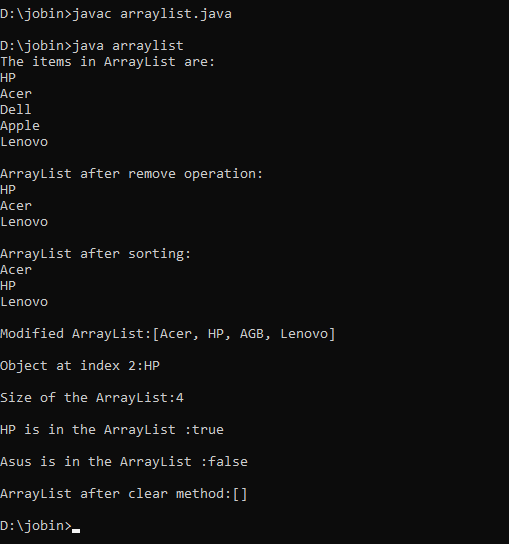 D:\jobin>javac arraylist.java
D:\jobin>java arraylist
The items in ArrayList are:
HP
Acer
Dell
Apple
Lenovo
ArrayList after remove operation:
HP
Acer
Lenovo
ArrayList after sorting:
Acer
HP
Lenovo
Modified ArrayList:[Acer, HP, AGB, Lenovo]
Object at index 2:HP
Size of the ArrayList:4
HP is in the ArrayList :true
Asus is in the ArrayList :false
ArrayList after clear method:[]
D:\jobin>